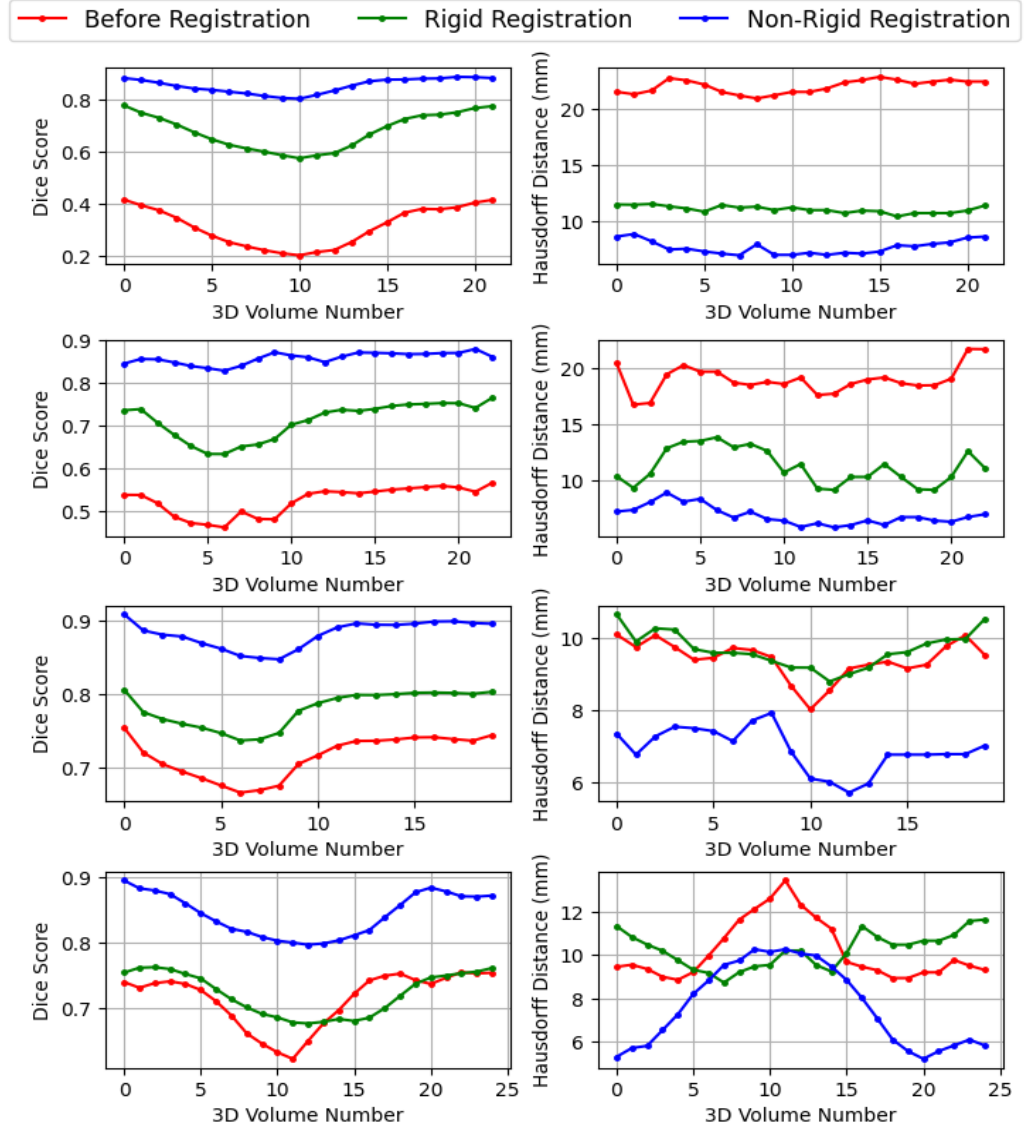 Before Registration Rigid Registration Non-Rigid Registration
Dice Score
0.8
0.6
0.4
0.2
0 5 10 15 20
3D Volume Number
Hausdorff Distance (mm)
20
15
10
0 5 10 15 20
3D Volume Number
Dice Score
0.9
0.8
0.7
0.6
0.5
0 5 10 15 20
3D Volume Number
Hausdorff Distance (mm)
20
15
10
0 5 10 15 20
3D Volume Number
Dice Score
0.9
0.8
0.7
0 5 10 15
3D Volume Number
Hausdorff Distance (mm)
10
8
6
0 5 10 15
3D Volume Number
Dice Score
0.9
0.8
0.7
0 5 10 15 20 25
3D Volume Number
Hausdorff Distance (mm)
12
10
8
6
0 5 10 15 20 25
3D Volume Number